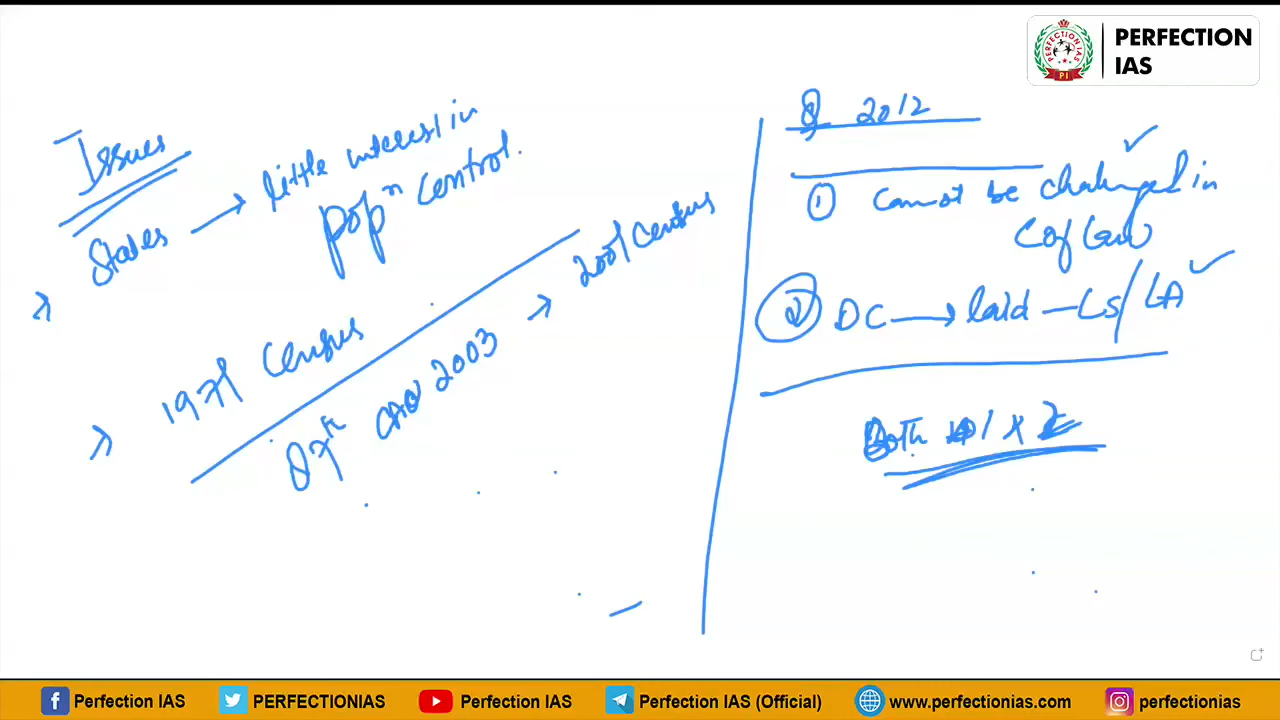 PERFECTION
IAS
Issues
States → little interest in
popⁿ control.
→ 1971 Census
87th CAA 2003 → 2001 Census
Q 2012
① Cannot be challenged in ✓
C of Law
② DC → laid – LS/LA ✓
Both 1 x 2
Perfection IAS
PERFECTIONIAS
Perfection IAS
Perfection IAS (Official)
www.perfectionias.com
perfectionias